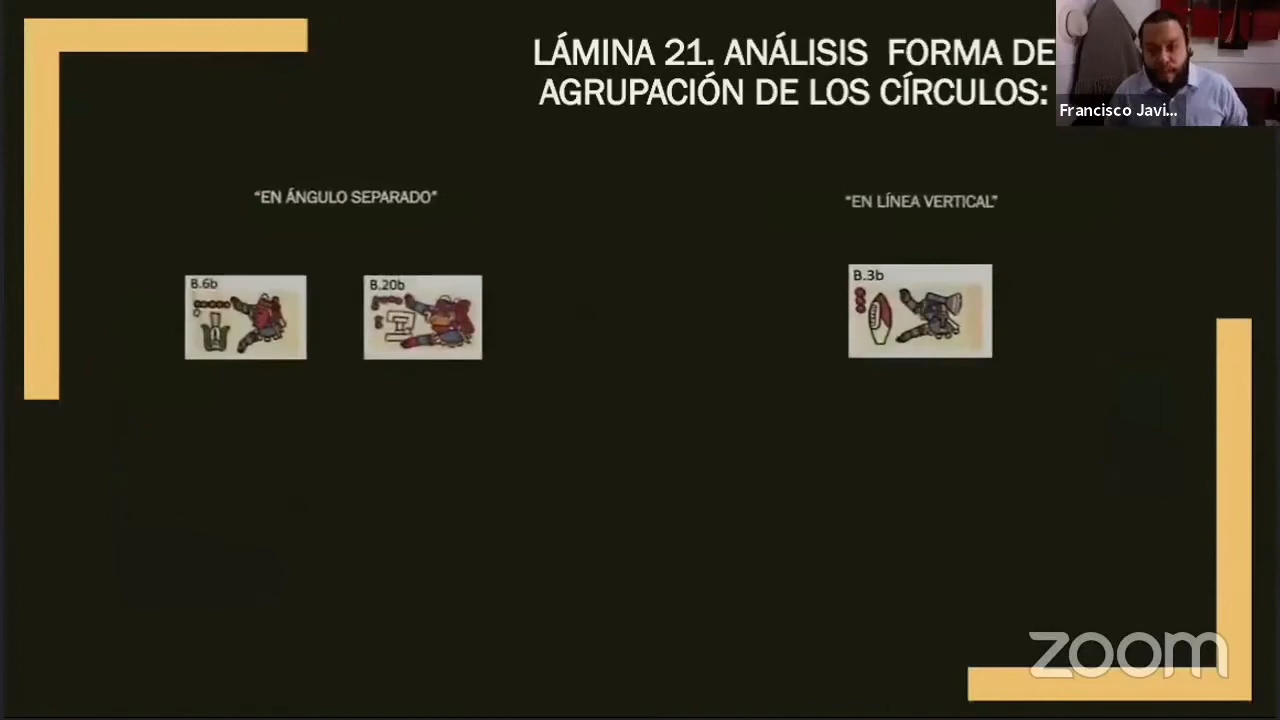 LÁMINA 21. ANÁLISIS FORMA DE
AGRUPACIÓN DE LOS CÍRCULOS:
Francisco Javi...
“EN ÁNGULO SEPARADO”
“EN LÍNEA VERTICAL”
B.6b
B.20b
B.3b
zoom